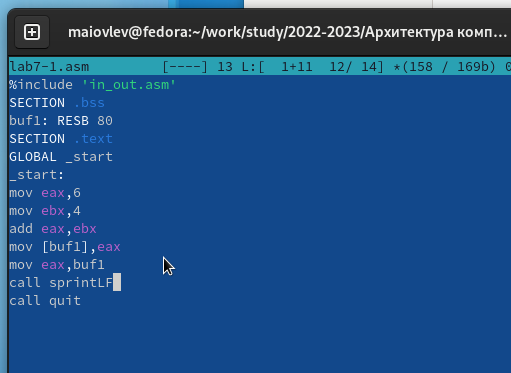 maiovlev@fedora:~/work/study/2022-2023/Архитектура комп…
lab7-1.asm [----] 13 L:[ 1+11 12/ 14] *(158 / 169b) 0
%include 'in_out.asm'
SECTION .bss
buf1: RESB 80
SECTION .text
GLOBAL _start
_start:
mov eax,6
mov ebx,4
add eax,ebx
mov [buf1],eax
mov eax,buf1
call sprintLF
call quit